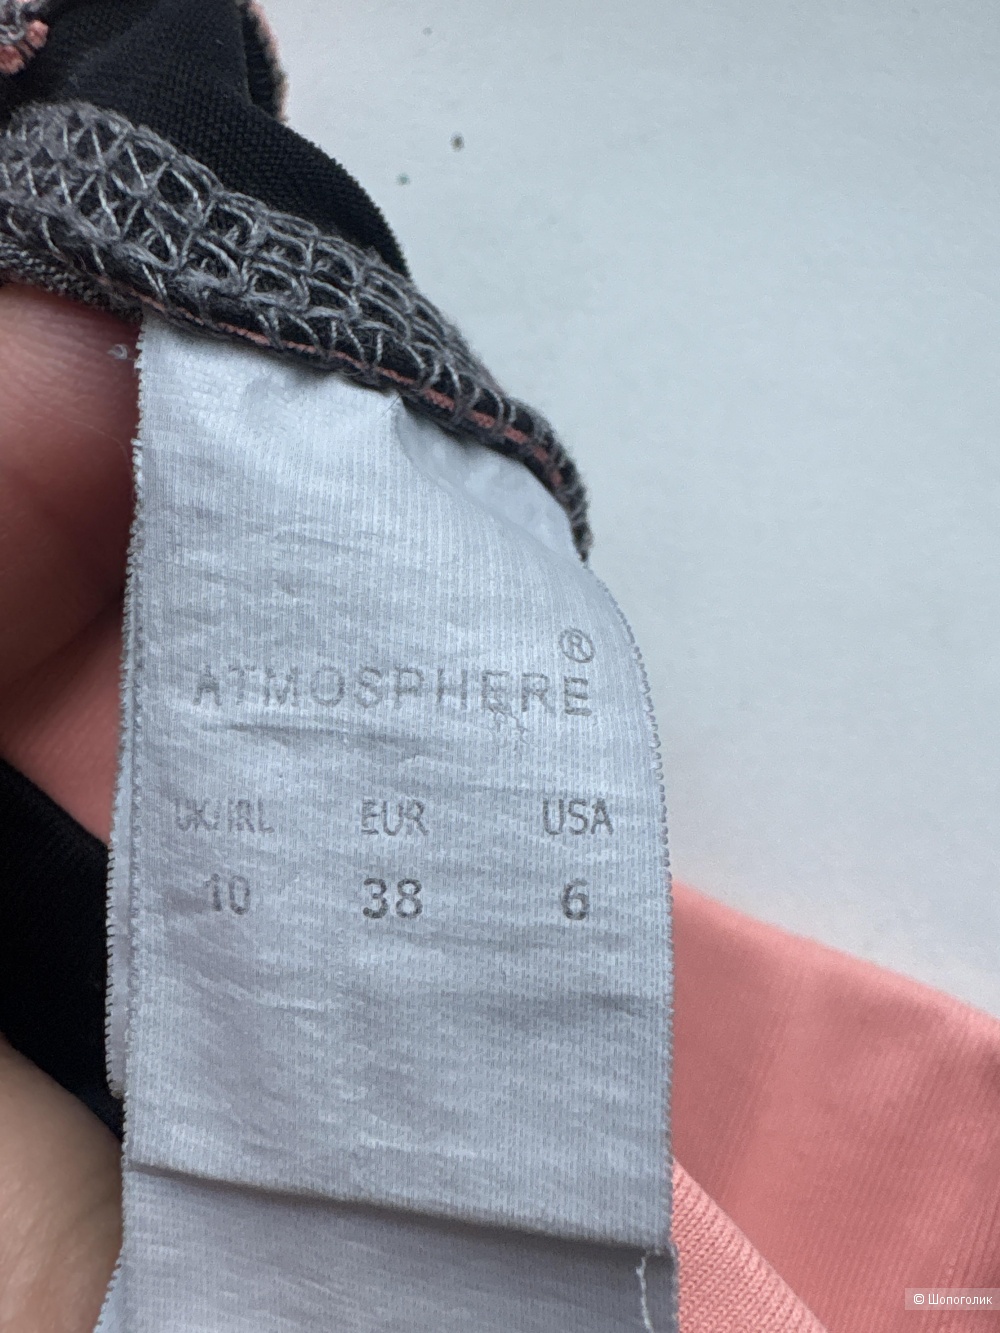 ATMOSPHERE®
UK/IRL EUR USA
10 38 6
© Шопоголик